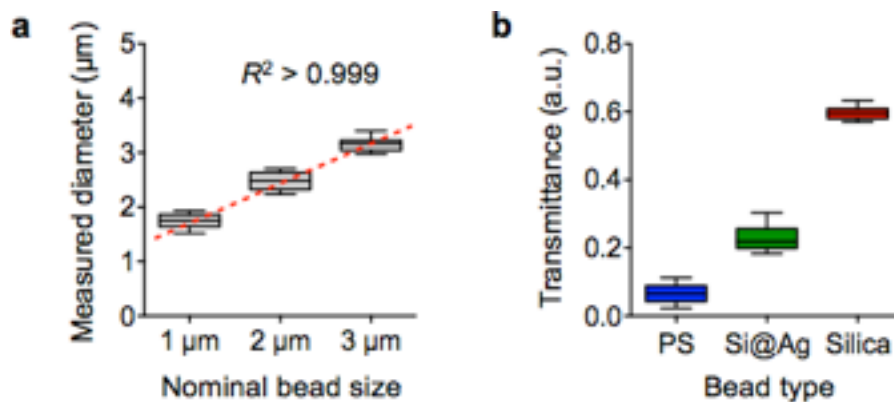 a
Measured diameter (µm)
5
4
3
2
1
0
R² > 0.999
1 µm 2 µm 3 µm
Nominal bead size
b
Transmittance (a.u.)
0.8
0.6
0.4
0.2
0.0
PS Si@Ag Silica
Bead type